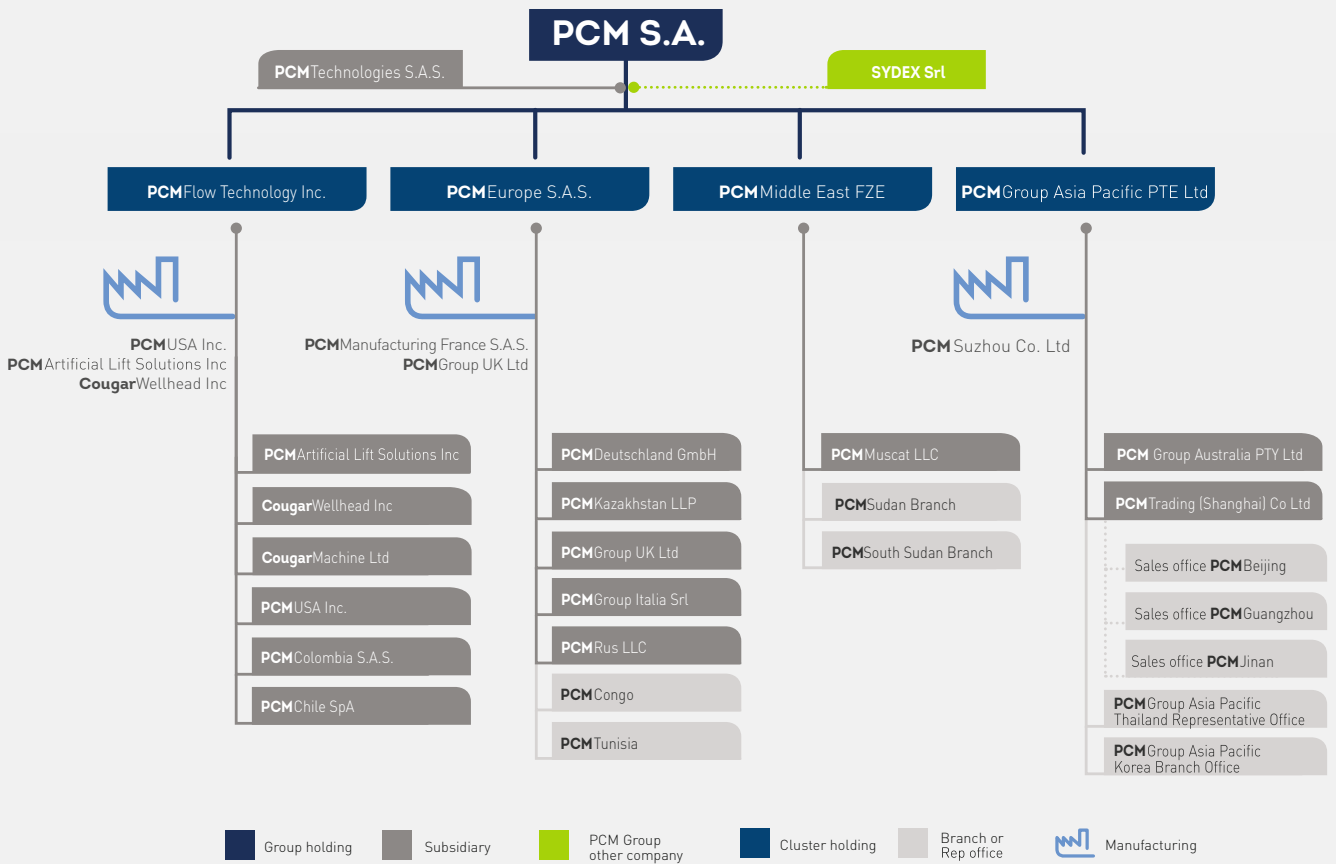 PCM S.A.
PCMTechnologies S.A.S.
SYDEX Srl
PCMFlow Technology Inc.
PCMEurope S.A.S.
PCMMiddle East FZE
PCMGroup Asia Pacific PTE Ltd
PCMUSA Inc.
PCMArtificial Lift Solutions Inc
CougarWellhead Inc
PCMManufacturing France S.A.S.
PCMGroup UK Ltd
PCMSuzhou Co. Ltd
PCMArtificial Lift Solutions Inc
CougarWellhead Inc
CougarMachine Ltd
PCMUSA Inc.
PCMColombia S.A.S.
PCMChile SpA
PCMDeutschland GmbH
PCMKazakhstan LLP
PCMGroup UK Ltd
PCMGroup Italia Srl
PCMRus LLC
PCMCongo
PCMTunisia
PCMMuscat LLC
PCMSudan Branch
PCMSouth Sudan Branch
PCM Group Australia PTY Ltd
PCMTrading (Shanghai) Co Ltd
Sales office PCMBeijing
Sales office PCMGuangzhou
Sales office PCMJinan
PCMGroup Asia Pacific
Thailand Representative Office
PCMGroup Asia Pacific
Korea Branch Office
Group holding
Subsidiary
PCM Group
other company
Cluster holding
Branch or
Rep office
Manufacturing